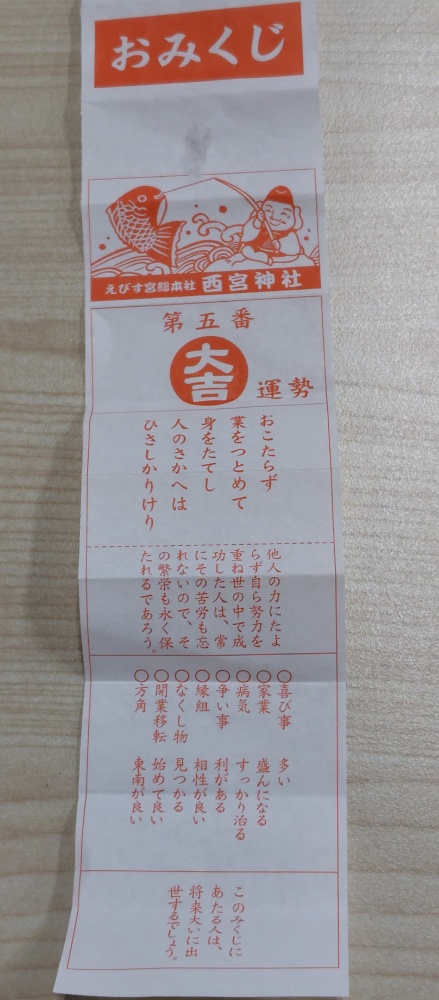 おみくじ
えびす宮総本社 西宮神社
第五番
大吉
運勢
おこたらず
業をつとめて
身をたてし
人のさかへは
ひさしかりけり
他人の力にたよ
らず自ら努力を
重ね世の中で成
功した人は、常
にその苦労も忘
れないので、そ
の繁栄も永く保
たれるであろう。
○喜び事 多い
○家業 盛んになる
○病気 すっかり治る
○争い事 利がある
○縁組 相性が良い
○なくし物 見つかる
○開業移転 始めて良い
○方角 東南が良い
このみくじに
あたる人は、
将来大いに出
世するでしょう。